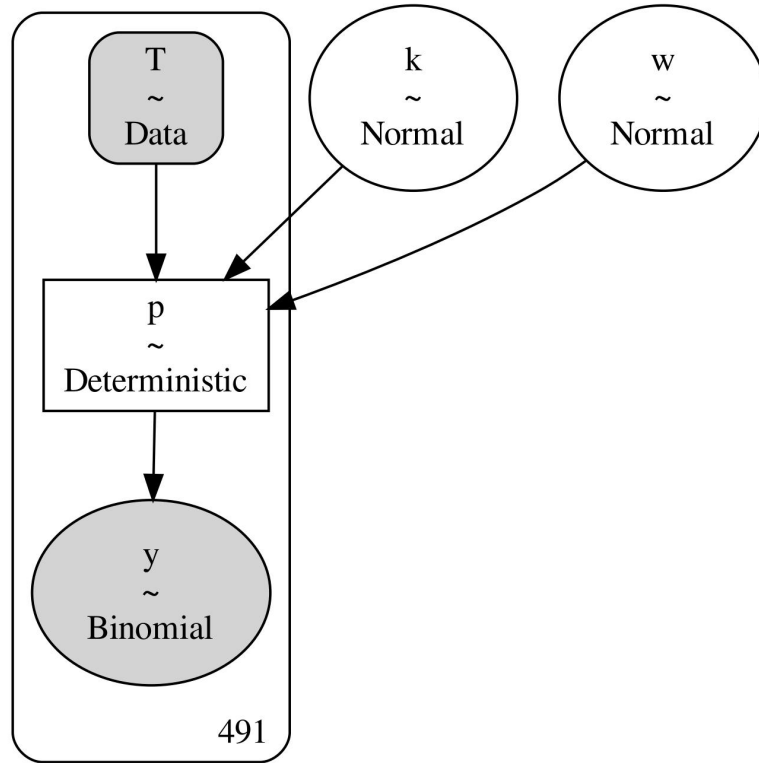 T
~
Data
k
~
Normal
w
~
Normal
p
~
Deterministic
y
~
Binomial
491